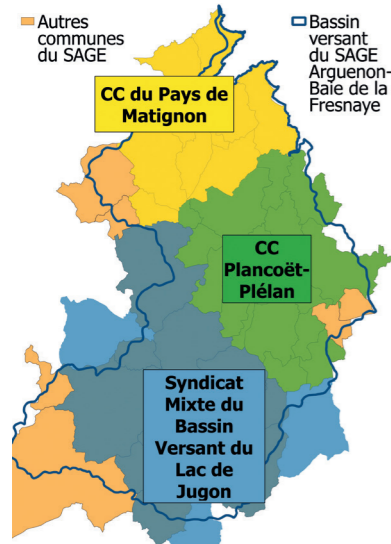 Autres
communes
du SAGE
Bassin
versant
du SAGE
Arguenon-
Baie de la
Fresnaye
CC du Pays de
Matignon
CC
Plancoët-
Plélan
Syndicat
Mixte du
Bassin
Versant du
Lac de
Jugon